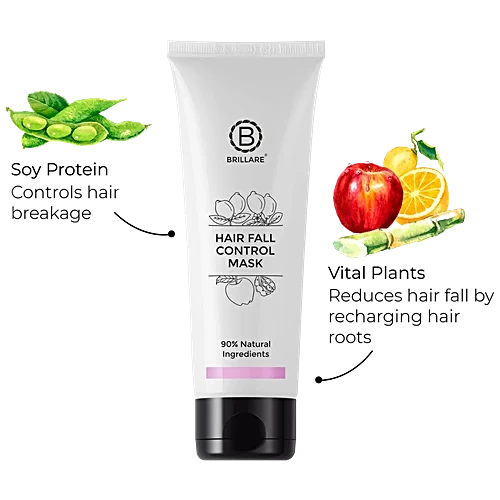 B
BRILLARE®
HAIR FALL
CONTROL
MASK
90% Natural
Ingredients
Soy Protein
Controls hair
breakage
Vital Plants
Reduces hair fall by
recharging hair
roots